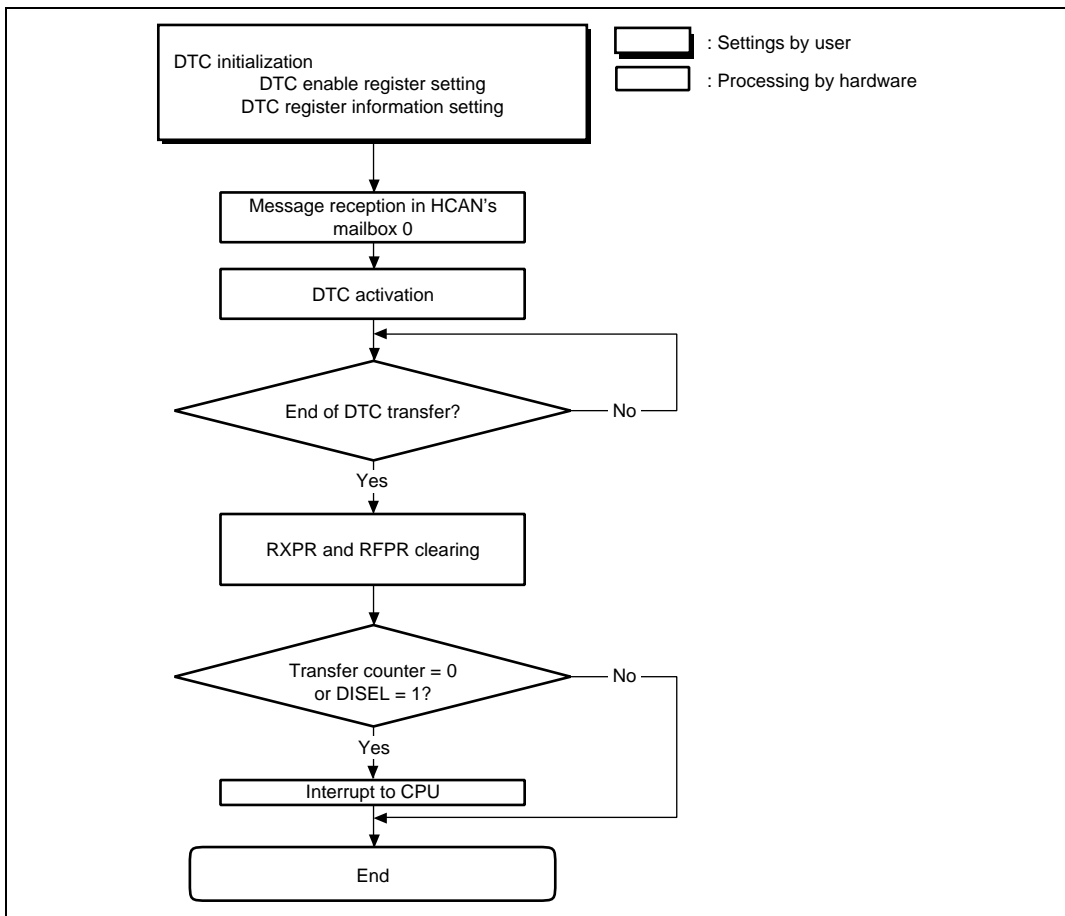 DTC initialization
DTC enable register setting
DTC register information setting
: Settings by user
: Processing by hardware
Message reception in HCAN's
mailbox 0
DTC activation
End of DTC transfer?
No
Yes
RXPR and RFPR clearing
Transfer counter = 0
or DISEL = 1?
No
Yes
Interrupt to CPU
End